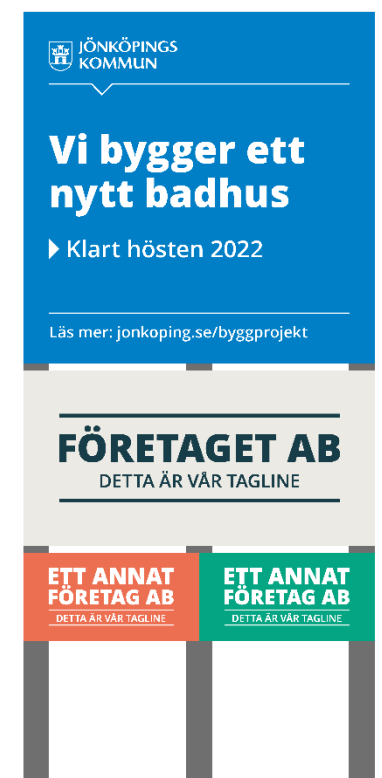 JÖNKÖPINGS
KOMMUN
Vi bygger ett
nytt badhus
Klart hösten 2022
Läs mer: jonkoping.se/byggprojekt
FÖRETAGET AB
DETTA ÄR VÅR TAGLINE
ETT ANNAT
FÖRETAG AB
DETTA ÄR VÅR TAGLINE
ETT ANNAT
FÖRETAG AB
DETTA ÄR VÅR TAGLINE